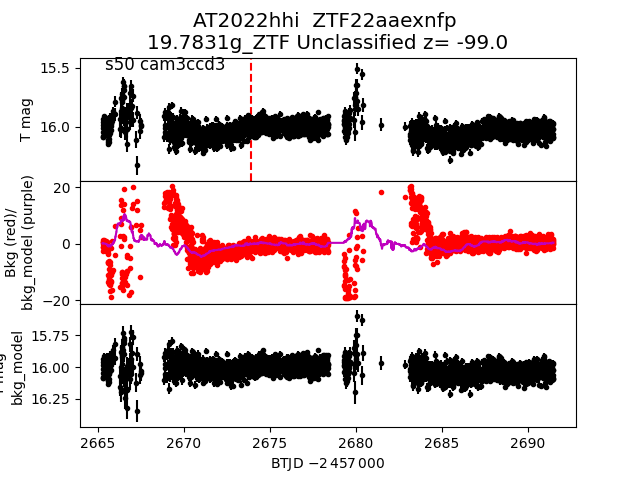 AT2022hhi ZTF22aaexnfp
19.7831g_ZTF Unclassified z= -99.0
s50 cam3ccd3
T mag
15.5
16.0
Bkg (red)/
bkg_model (purple)
20
0
−20
bkg_model
15.75
16.00
16.25
2665
2670
2675
2680
2685
2690
BTJD −2 457 000